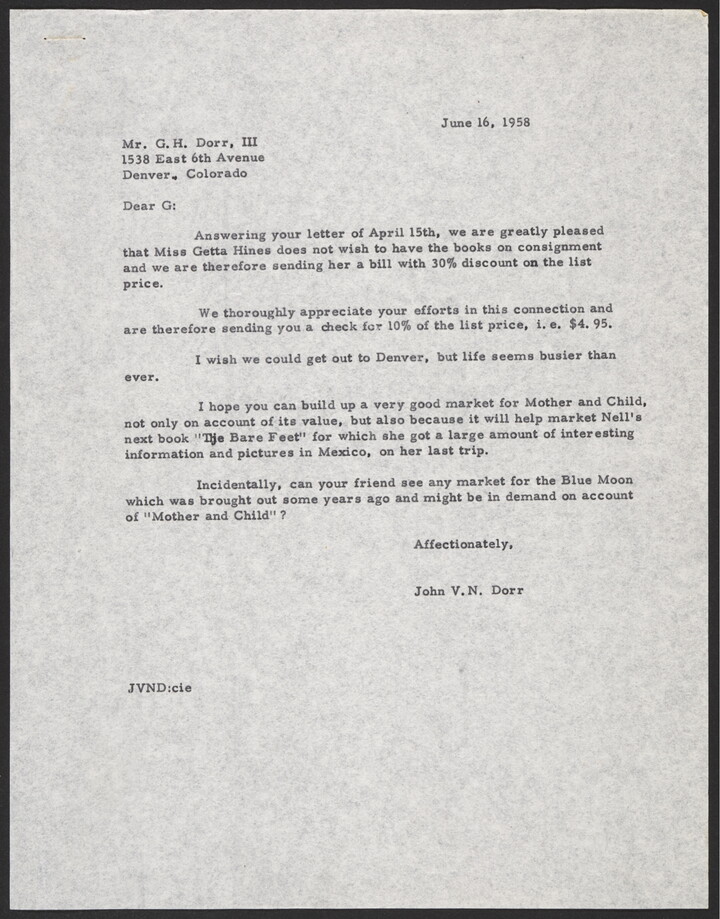 June 16, 1958
Mr. G. H. Dorr, III
1538 East 6th Avenue
Denver, Colorado
Dear G:
Answering your letter of April 15th, we are greatly pleased
that Miss Getta Hines does not wish to have the books on consignment
and we are therefore sending her a bill with 30% discount on the list
price.
We thoroughly appreciate your efforts in this connection and
are therefore sending you a check for 10% of the list price, i. e. $4. 95.
I wish we could get out to Denver, but life seems busier than
ever.
I hope you can build up a very good market for Mother and Child,
not only on account of its value, but also because it will help market Nell's
next book "The Bare Feet" for which she got a large amount of interesting
information and pictures in Mexico, on her last trip.
Incidentally, can your friend see any market for the Blue Moon
which was brought out some years ago and might be in demand on account
of "Mother and Child"?
Affectionately,
John V. N. Dorr
JVND:cie